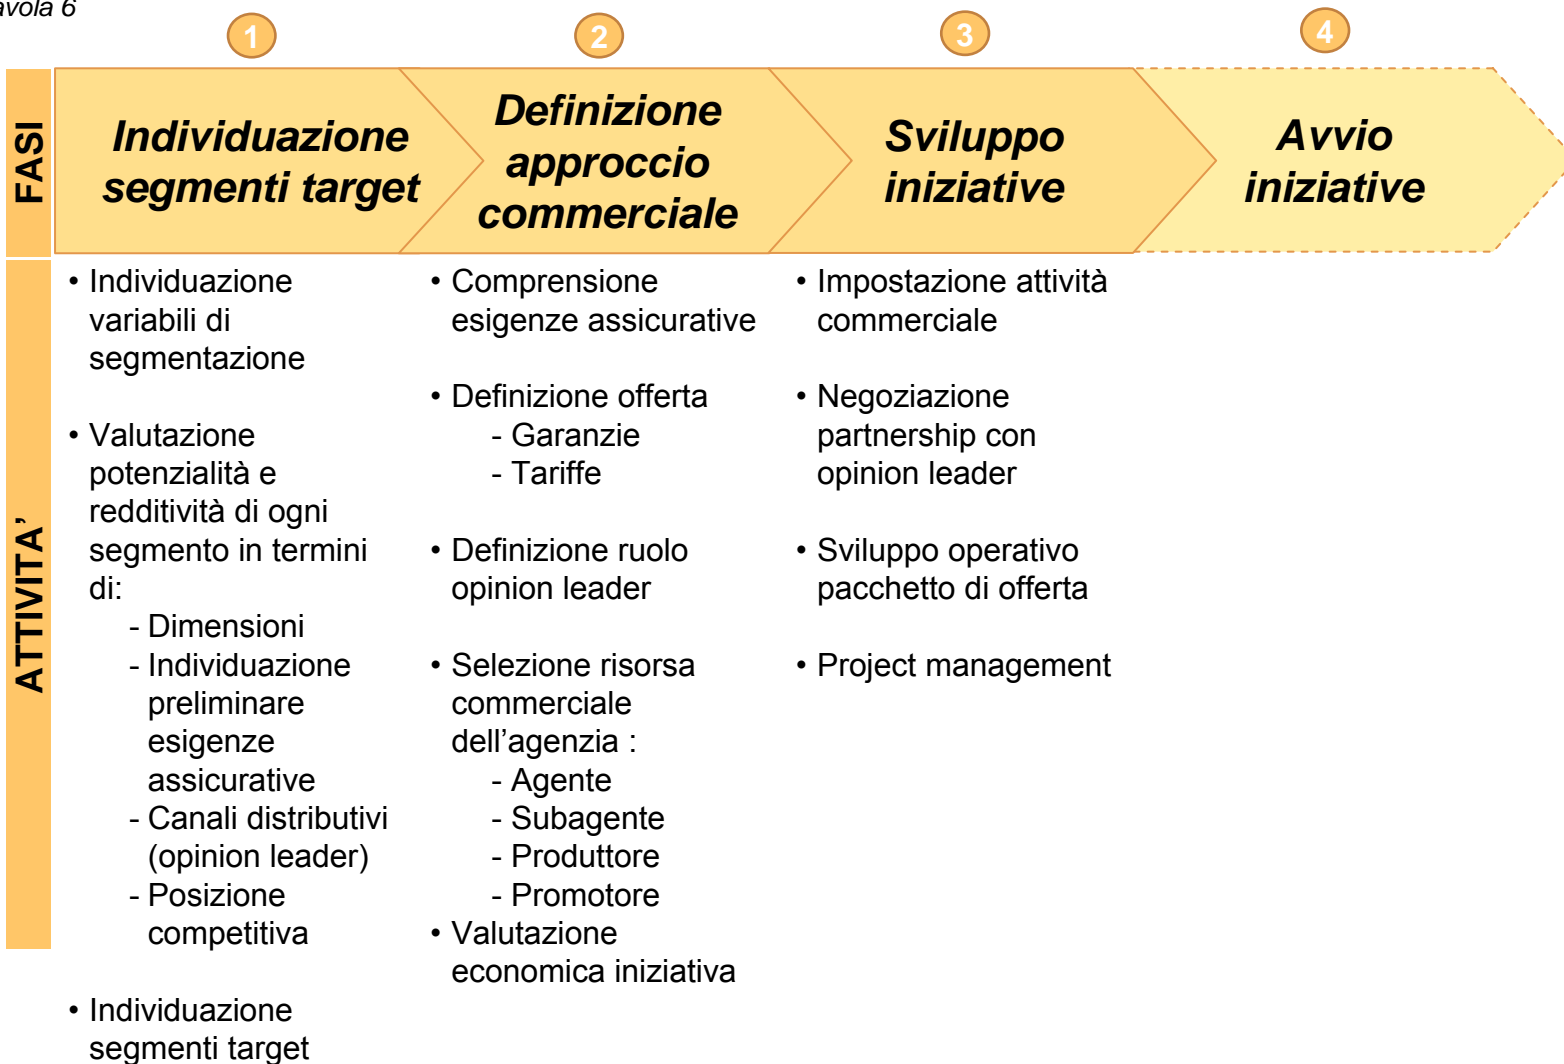 6
1
2
3
4
FASI
Individuazione
segmenti target
Definizione
approccio
commerciale
Sviluppo
iniziative
Avvio
iniziative
ATTIVITA’
• Individuazione
variabili di
segmentazione
• Valutazione
potenzialità e
redditività di ogni
segmento in termini
di:
- Dimensioni
- Individuazione
preliminare
esigenze
assicurative
- Canali distributivi
(opinion leader)
- Posizione
competitiva
• Individuazione
segmenti target
• Comprensione
esigenze assicurative
• Definizione offerta
- Garanzie
- Tariffe
• Definizione ruolo
opinion leader
• Selezione risorsa
commerciale
dell’agenzia :
- Agente
- Subagente
- Produttore
- Promotore
• Valutazione
economica iniziativa
• Impostazione attività
commerciale
• Negoziazione
partnership con
opinion leader
• Sviluppo operativo
pacchetto di offerta
• Project management